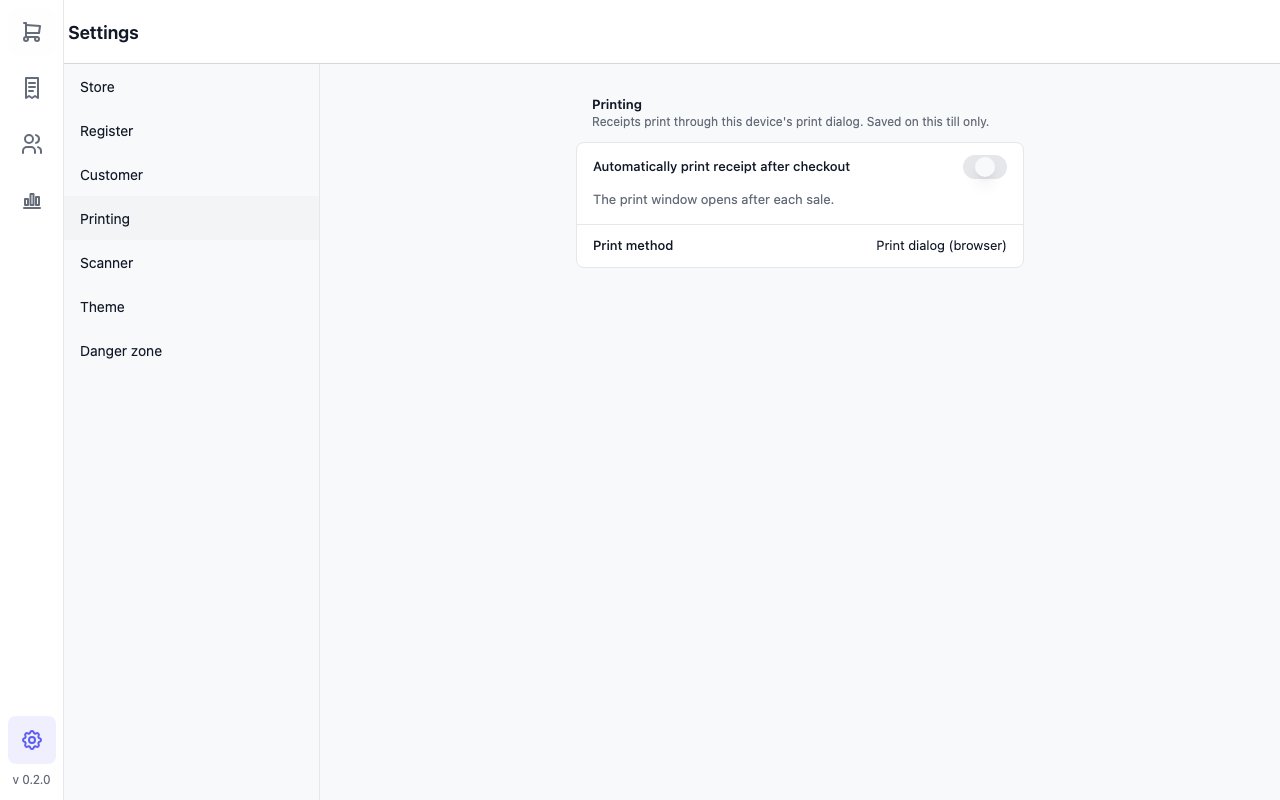 Settings
Store
Register
Customer
Printing
Scanner
Theme
Danger zone
Printing
Receipts print through this device's print dialog. Saved on this till only.
Automatically print receipt after checkout
The print window opens after each sale.
Print method
Print dialog (browser)
v 0.2.0